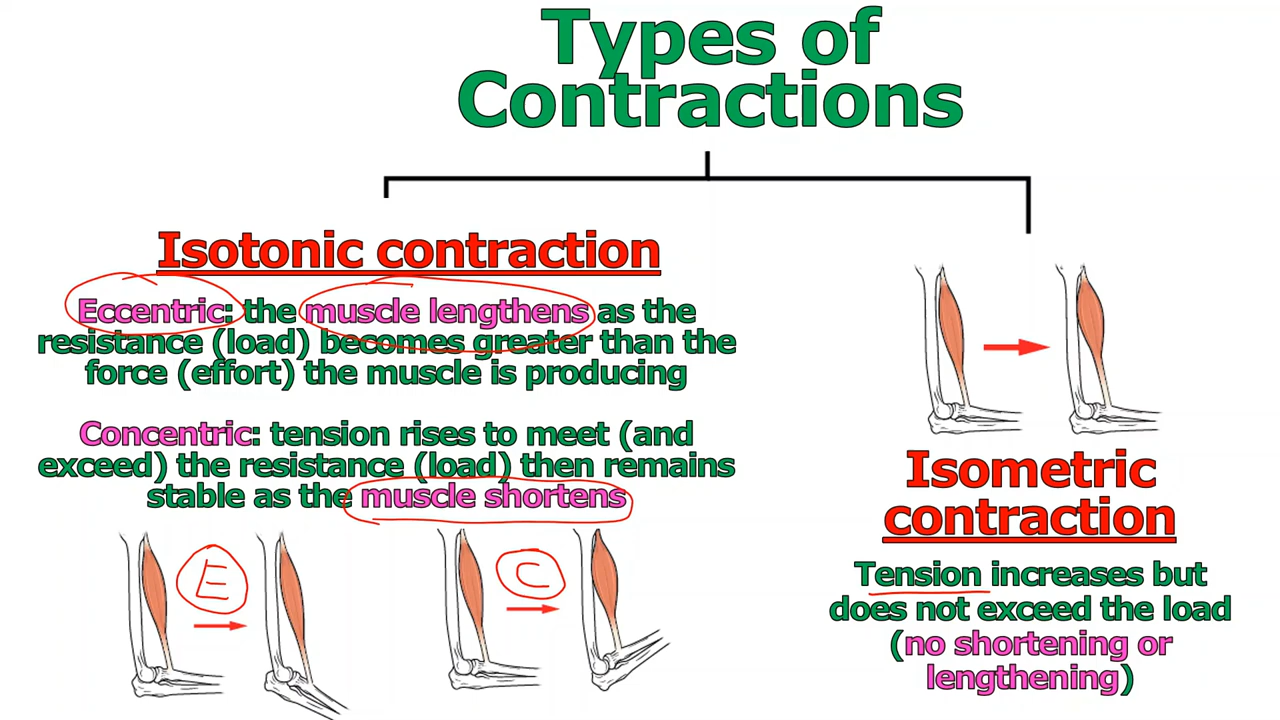 Types of
Contractions
Isotonic contraction
Eccentric: the muscle lengthens as the
resistance (load) becomes greater than the
force (effort) the muscle is producing
Concentric: tension rises to meet (and
exceed) the resistance (load) then remains
stable as the muscle shortens
E
C
Isometric
contraction
Tension increases but
does not exceed the load
(no shortening or
lengthening)